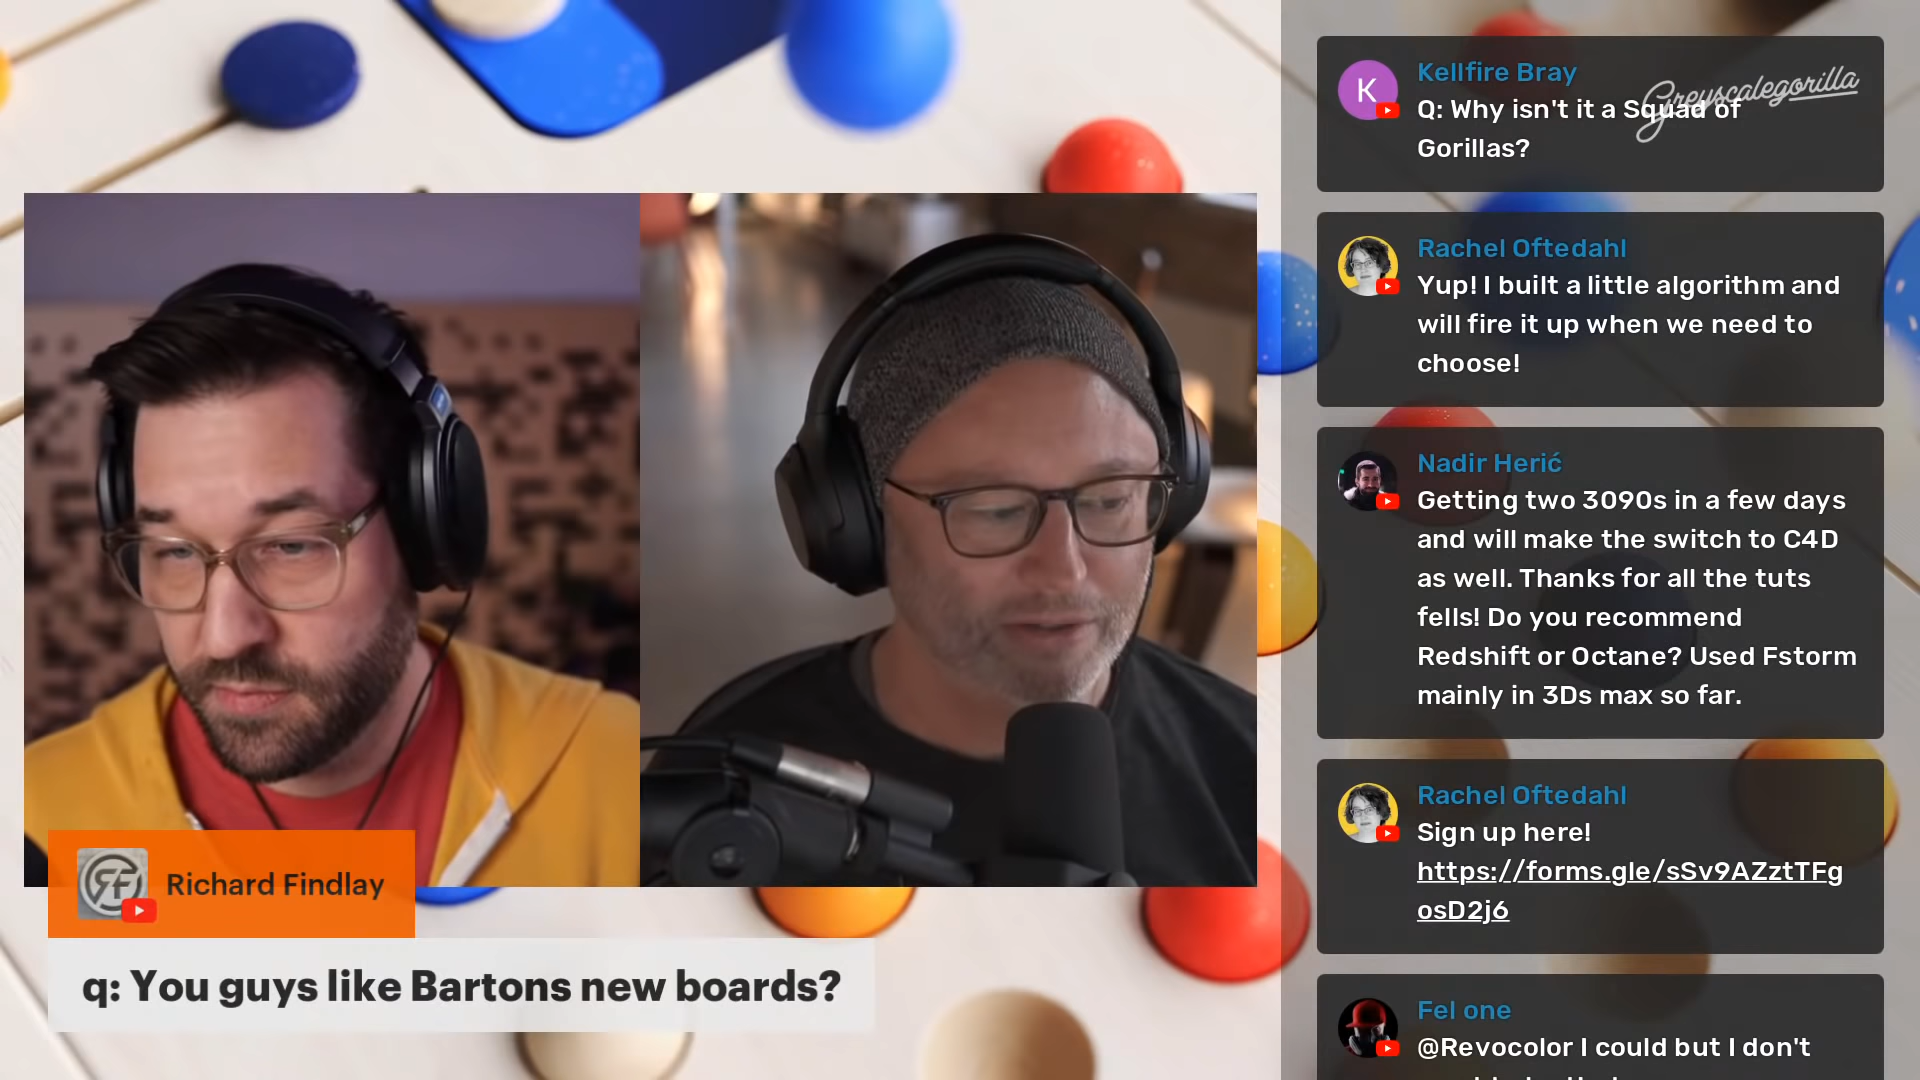 Kellfire Bray
Greyscalegorilla
K
Q: Why isn't it a Squad of
Gorillas?
Rachel Oftedahl
Yup! I built a little algorithm and
will fire it up when we need to
choose!
Nadir Herić
Getting two 3090s in a few days
and will make the switch to C4D
as well. Thanks for all the tuts
fells! Do you recommend
Redshift or Octane? Used Fstorm
mainly in 3Ds max so far.
Rachel Oftedahl
Sign up here!
https://forms.gle/sSv9AZztTFg
osD2j6
Fel one
@Revocolor I could but I don't
Richard Findlay
q: You guys like Bartons new boards?